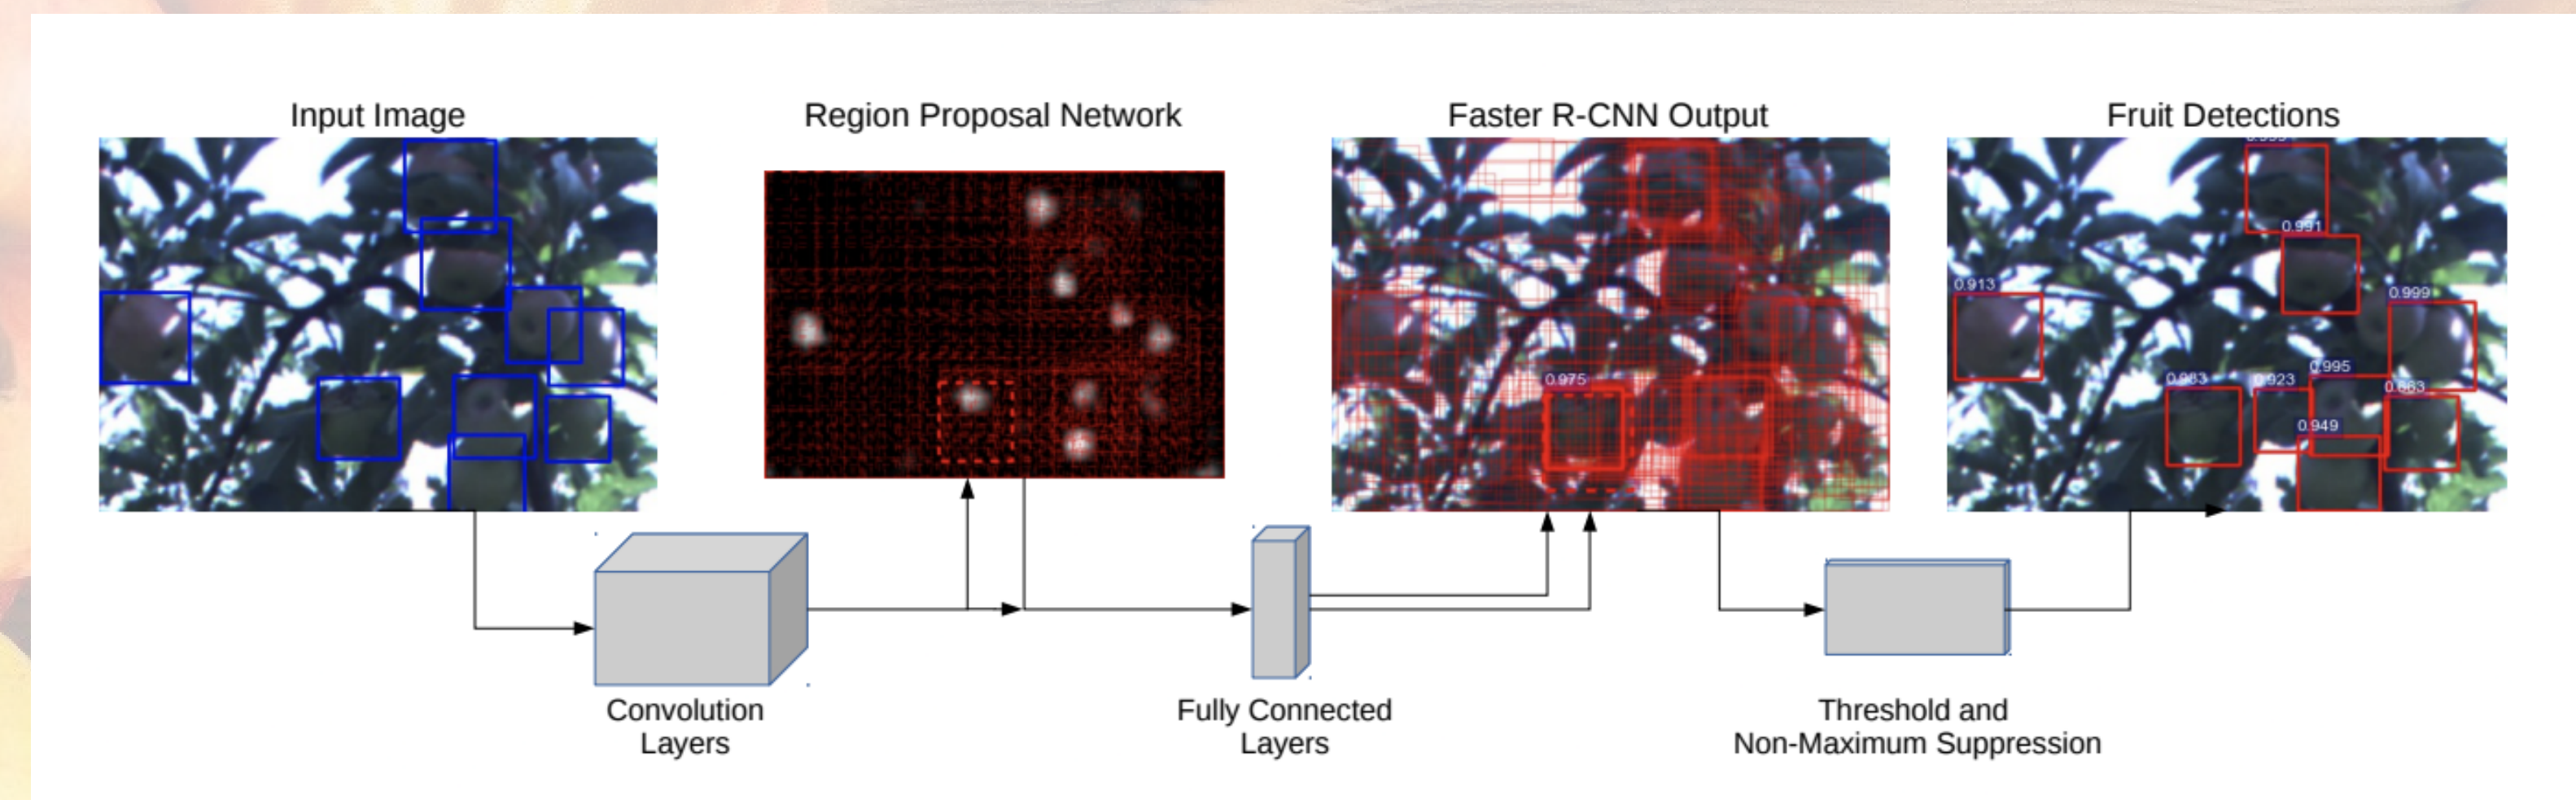 Input Image
Region Proposal Network
Faster R-CNN Output
Fruit Detections
0.991
0.913
0.999
0.975
0.995
0.923
0.949
Convolution
Layers
Fully Connected
Layers
Threshold and
Non-Maximum Suppression